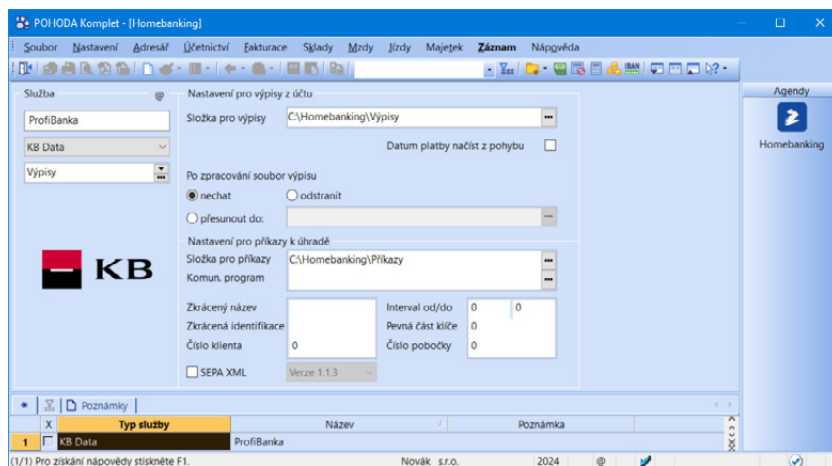 POHODA Komplet - [Homebanking]
Soubor Nastavení Adresář Účetnictví Fakturace Sklady Mzdy Jízdy Majetek Záznam Nápověda
Agendy
Homebanking
Služba @
ProfiBanka
KB Data
Výpisy
KB
Nastavení pro výpisy z účtu
Složka pro výpisy C:\Homebanking\Výpisy
Datum platby načíst z pohybu
Po zpracování soubor výpisu
nechat odstranit
přesunout do:
Nastavení pro příkazy k úhradě
Složka pro příkazy C:\Homebanking\Příkazy
Komun. program
Zkrácený název Interval od/do 0 0
Zkrácená identifikace Pevná část klíče 0
Číslo klienta 0 Číslo pobočky 0
SEPA XML Verze 1.1.3
* Poznámky
X Typ služby Název / Poznámka
1 KB Data ProfiBanka
(1/1) Pro získání nápovědy stiskněte F1. Novák s.r.o. 2024 @